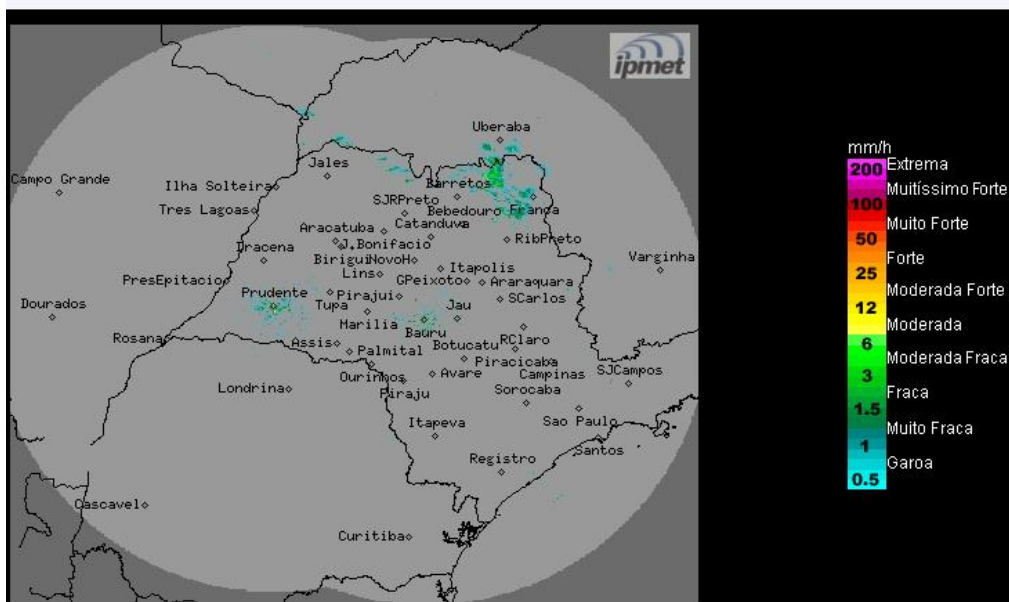 ipmet
Uberaba
Jales
Campo Grande
Ilha Solteira
Barretos
SJRPreto
Tres Lagoas
Bebedouro Franca
Catanduva
Aracatuba
J.Bonifacio
RibPreto
Dracena
BiriguiNovoH
Itapolis
Varginha
Lins
PresEpitacio
GPeixoto
Araraquara
Prudente
Pirajui
SCarlos
Dourados
Tupa
Jau
Marilia
Bauru
Rosana
Assis
Botucatu
RClaro
Palmital
Piracicaba
Ourinhos
Avare
Campinas
SJCampos
Londrina
Piraju
Sorocaba
Itapeva
Sao Paulo
Santos
Registro
Cascavel
Curitiba
mm/h
200 Extrema
Muitíssimo Forte
100
Muito Forte
50
Forte
25
Moderada Forte
12
Moderada
6
Moderada Fraca
3
Fraca
1.5
Muito Fraca
1
Garoa
0.5